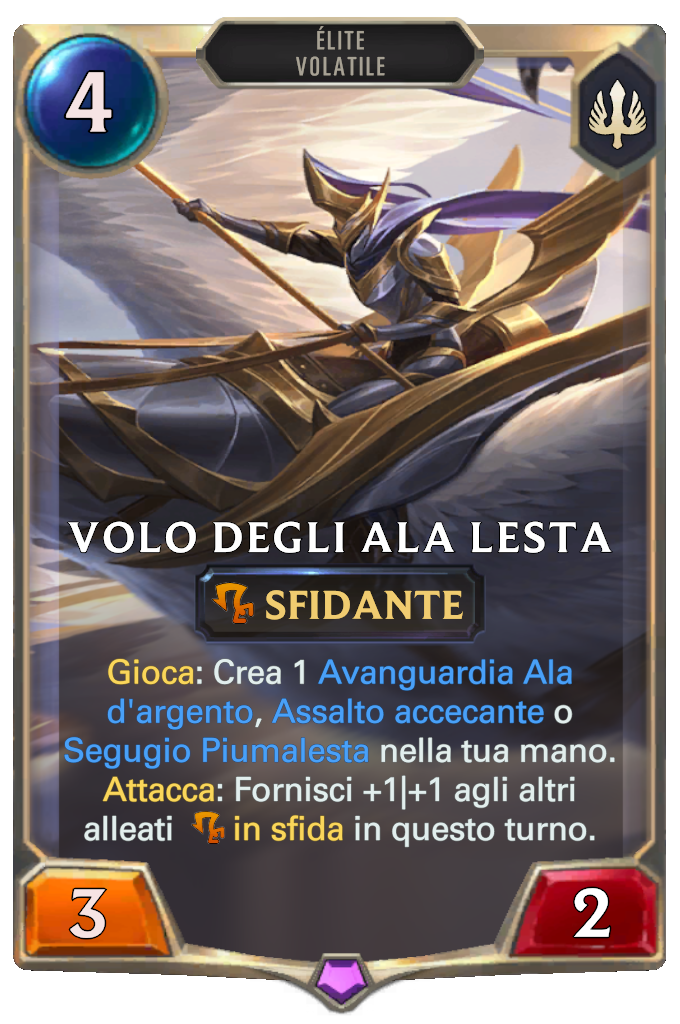 ÉLITE
VOLATILE
4
VOLO DEGLI ALA LESTA
SFIDANTE
Gioca: Crea 1 Avanguardia Ala
d'argento, Assalto accecante o
Segugio Piumalesta nella tua mano.
Attacca: Fornisci +1|+1 agli altri
alleati in sfida in questo turno.
3
2